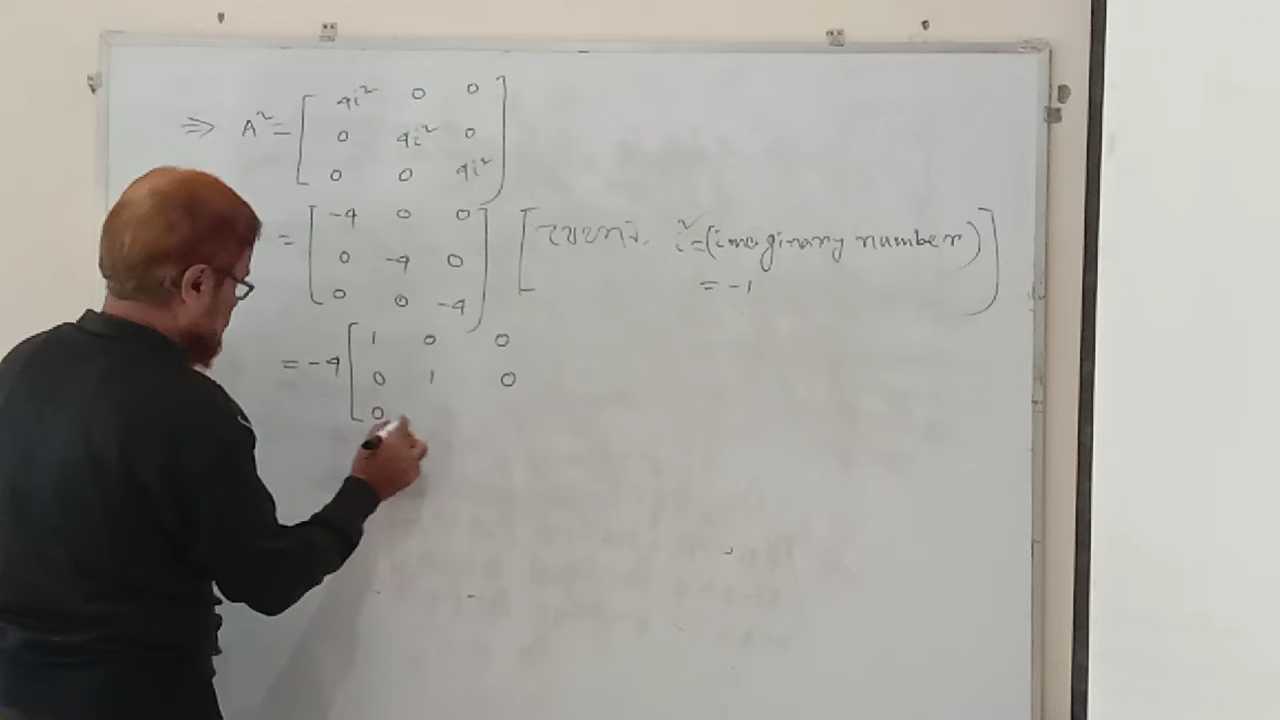 ⇒ A² = [ 4i² 0 0
0 4i² 0
0 0 4i² ]
= [ -4 0 0
0 -4 0
0 0 -4 ] [ যেহেতু i² = (imaginary number)
= -1 ]
= -4 [ 1 0 0
0 1 0
0